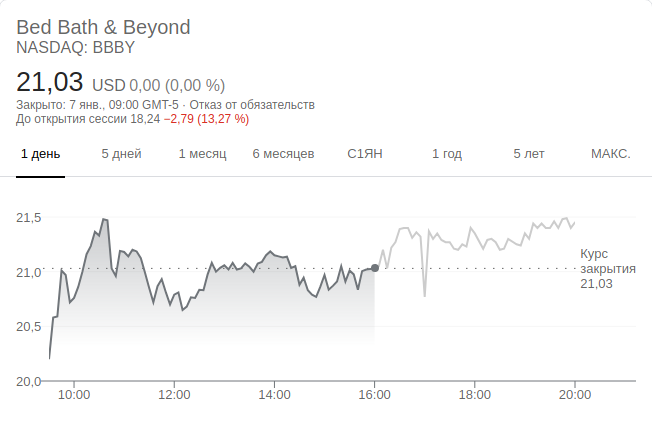 Bed Bath & Beyond
NASDAQ: BBBY
21,03 USD 0,00 (0,00 %)
Закрыто: 7 янв., 09:00 GMT-5 · Отказ от обязательств
До открытия сессии 18,24 −2,79 (13,27 %)
1 день 5 дней 1 месяц 6 месяцев С1ЯН 1 год 5 лет МАКС.
21,5
Курс
21,0 закрытия
21,03
20,5
20,0
10:00 12:00 14:00 16:00 18:00 20:00